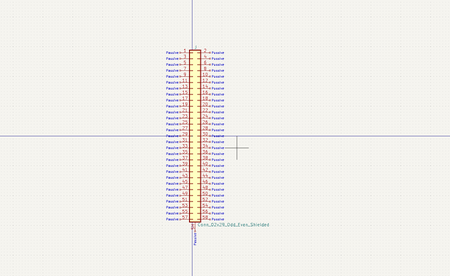 Passive 1 2 Passive
Passive 3 4 Passive
Passive 5 6 Passive
Passive 7 8 Passive
Passive 9 10 Passive
Passive 11 12 Passive
Passive 13 14 Passive
Passive 15 16 Passive
Passive 17 18 Passive
Passive 19 20 Passive
Passive 21 22 Passive
Passive 23 24 Passive
Passive 25 26 Passive
Passive 27 28 Passive
Passive 29 30 Passive
Passive 31 32 Passive
Passive 33 34 Passive
Passive 35 36 Passive
Passive 37 38 Passive
Passive 39 40 Passive
Passive 41 42 Passive
Passive 43 44 Passive
Passive 45 46 Passive
Passive 47 48 Passive
Passive 49 50 Passive
Passive 51 52 Passive
Passive 53 54 Passive
Passive 55 56 Passive
Passive 57 58 Passive
Conn_02x29_Odd_Even_Shielded
Passive